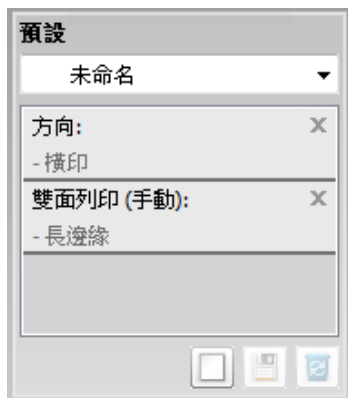 預設
未命名
方向:
- 橫印
雙面列印 (手動):
- 長邊緣